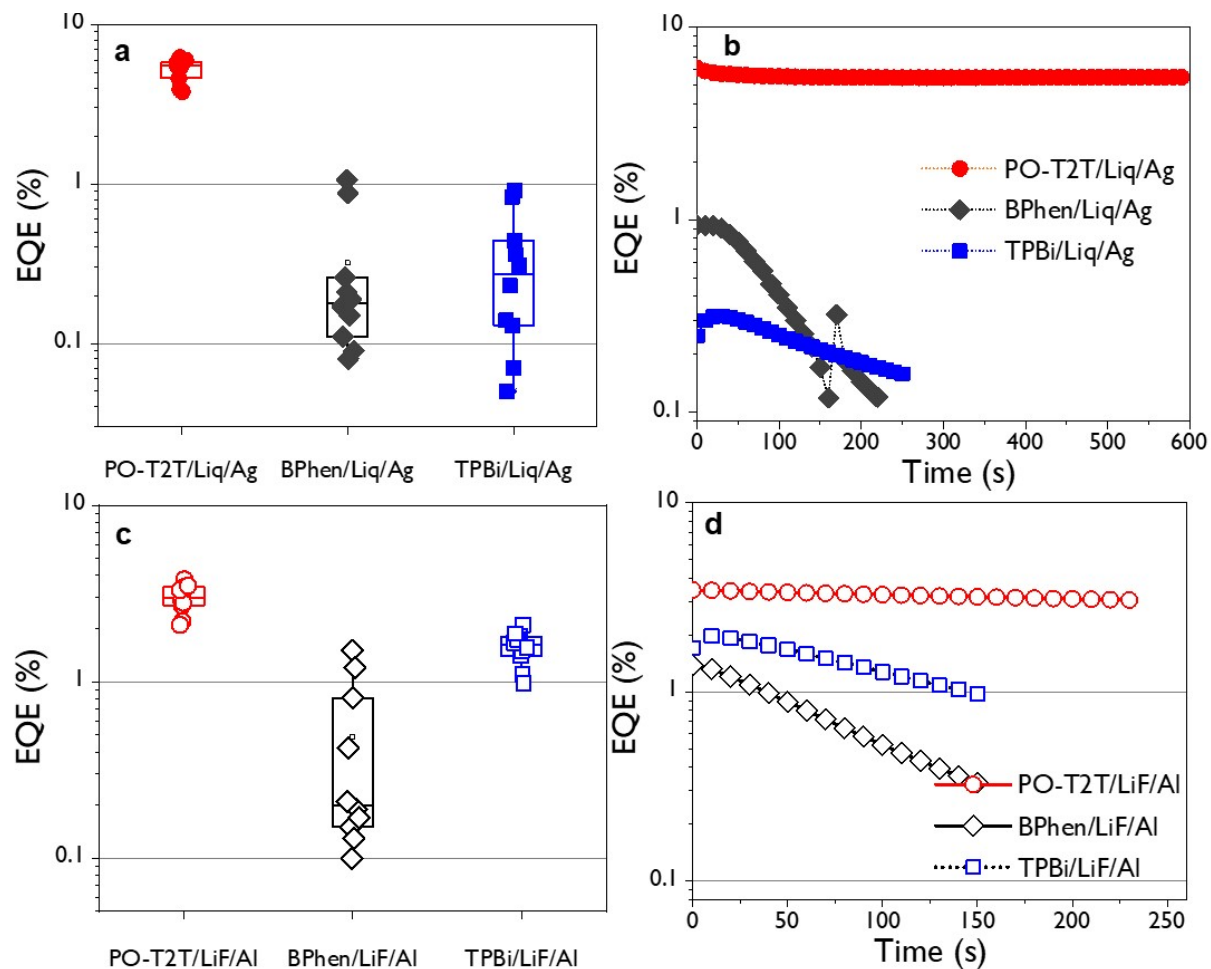 a
10
1
0.1
EQE (%)
PO-T2T/Liq/Ag BPhen/Liq/Ag TPBi/Liq/Ag
b
10
1
0.1
EQE (%)
PO-T2T/Liq/Ag
BPhen/Liq/Ag
TPBi/Liq/Ag
0 100 200 300 400 500 600
Time (s)
c
10
1
0.1
EQE (%)
PO-T2T/LiF/Al BPhen/LiF/Al TPBi/LiF/Al
d
10
1
0.1
EQE (%)
PO-T2T/LiF/Al
BPhen/LiF/Al
TPBi/LiF/Al
0 50 100 150 200 250
Time (s)